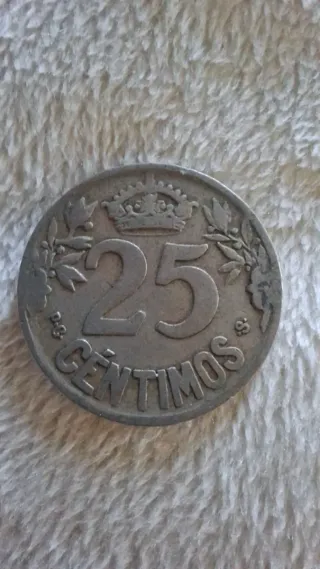 25
P.C. .S.
CÉNTIMOS